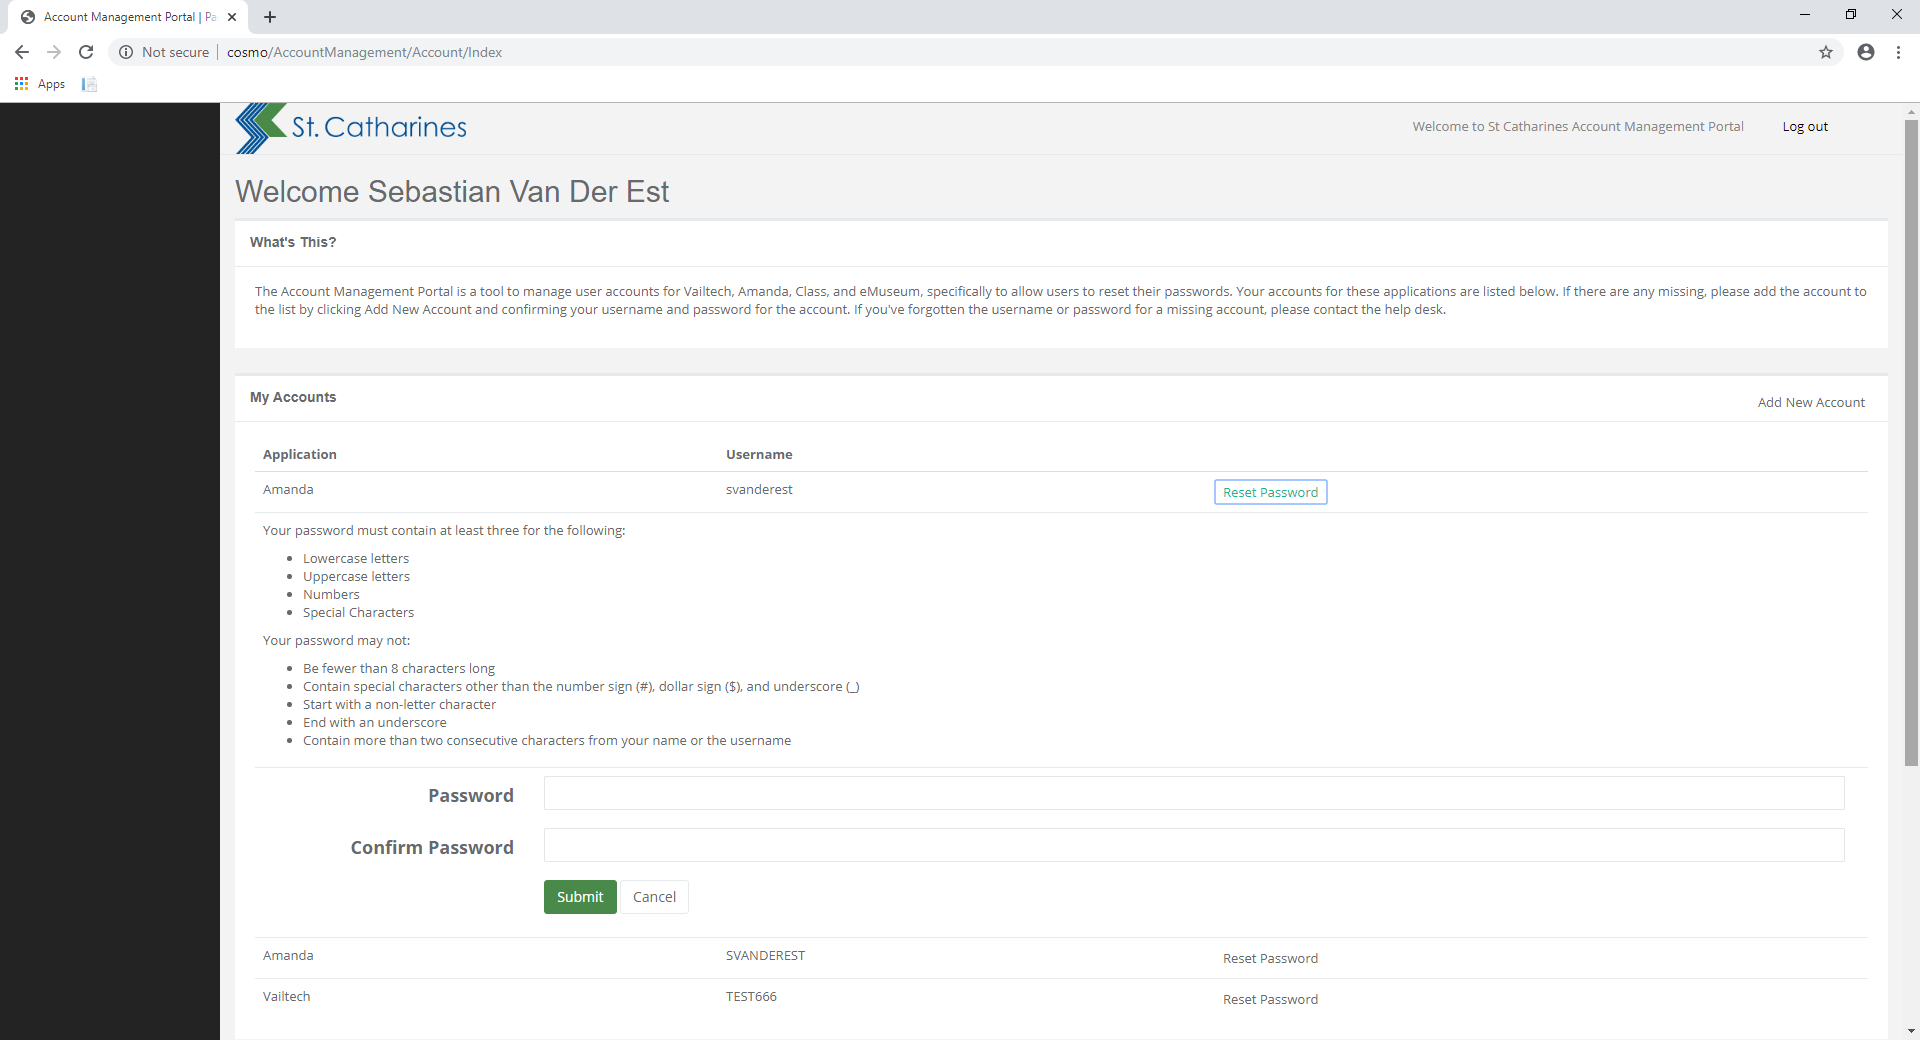 Account Management Portal | Pa
Not secure
cosmo/AccountManagement/Account/Index
Apps
St. Catharines
Welcome to St Catharines Account Management Portal
Log out
Welcome Sebastian Van Der Est
What's This?
The Account Management Portal is a tool to manage user accounts for Vailtech, Amanda, Class, and eMuseum, specifically to allow users to reset their passwords. Your accounts for these applications are listed below. If there are any missing, please add the account to
the list by clicking Add New Account and confirming your username and password for the account. If you've forgotten the username or password for a missing account, please contact the help desk.
My Accounts
Add New Account
Application Username
Amanda svanderest Reset Password
Your password must contain at least three for the following:
• Lowercase letters
• Uppercase letters
• Numbers
• Special Characters
Your password may not:
• Be fewer than 8 characters long
• Contain special characters other than the number sign (#), dollar sign ($), and underscore (_)
• Start with a non-letter character
• End with an underscore
• Contain more than two consecutive characters from your name or the username
Password
Confirm Password
Submit Cancel
Amanda SVANDEREST Reset Password
Vailtech TEST666 Reset Password